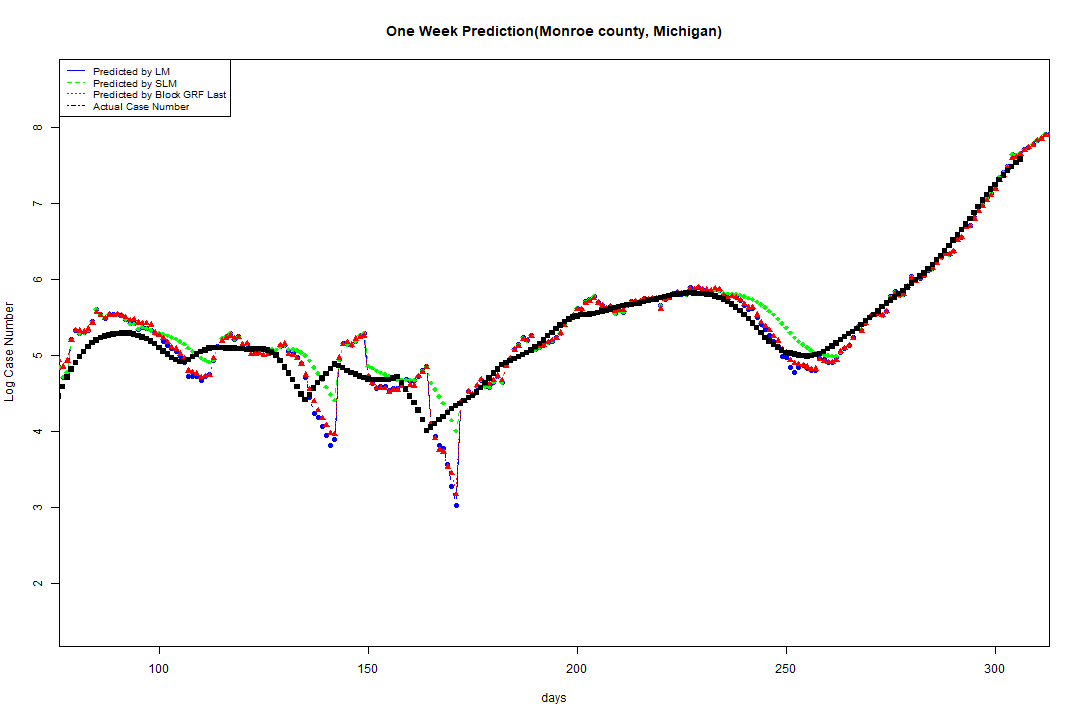 One Week Prediction(Monroe county, Michigan)
Predicted by LM
Predicted by SLM
Predicted by Block GRF Last
Actual Case Number
8
7
6
5
4
3
2
Log Case Number
100 150 200 250 300
days